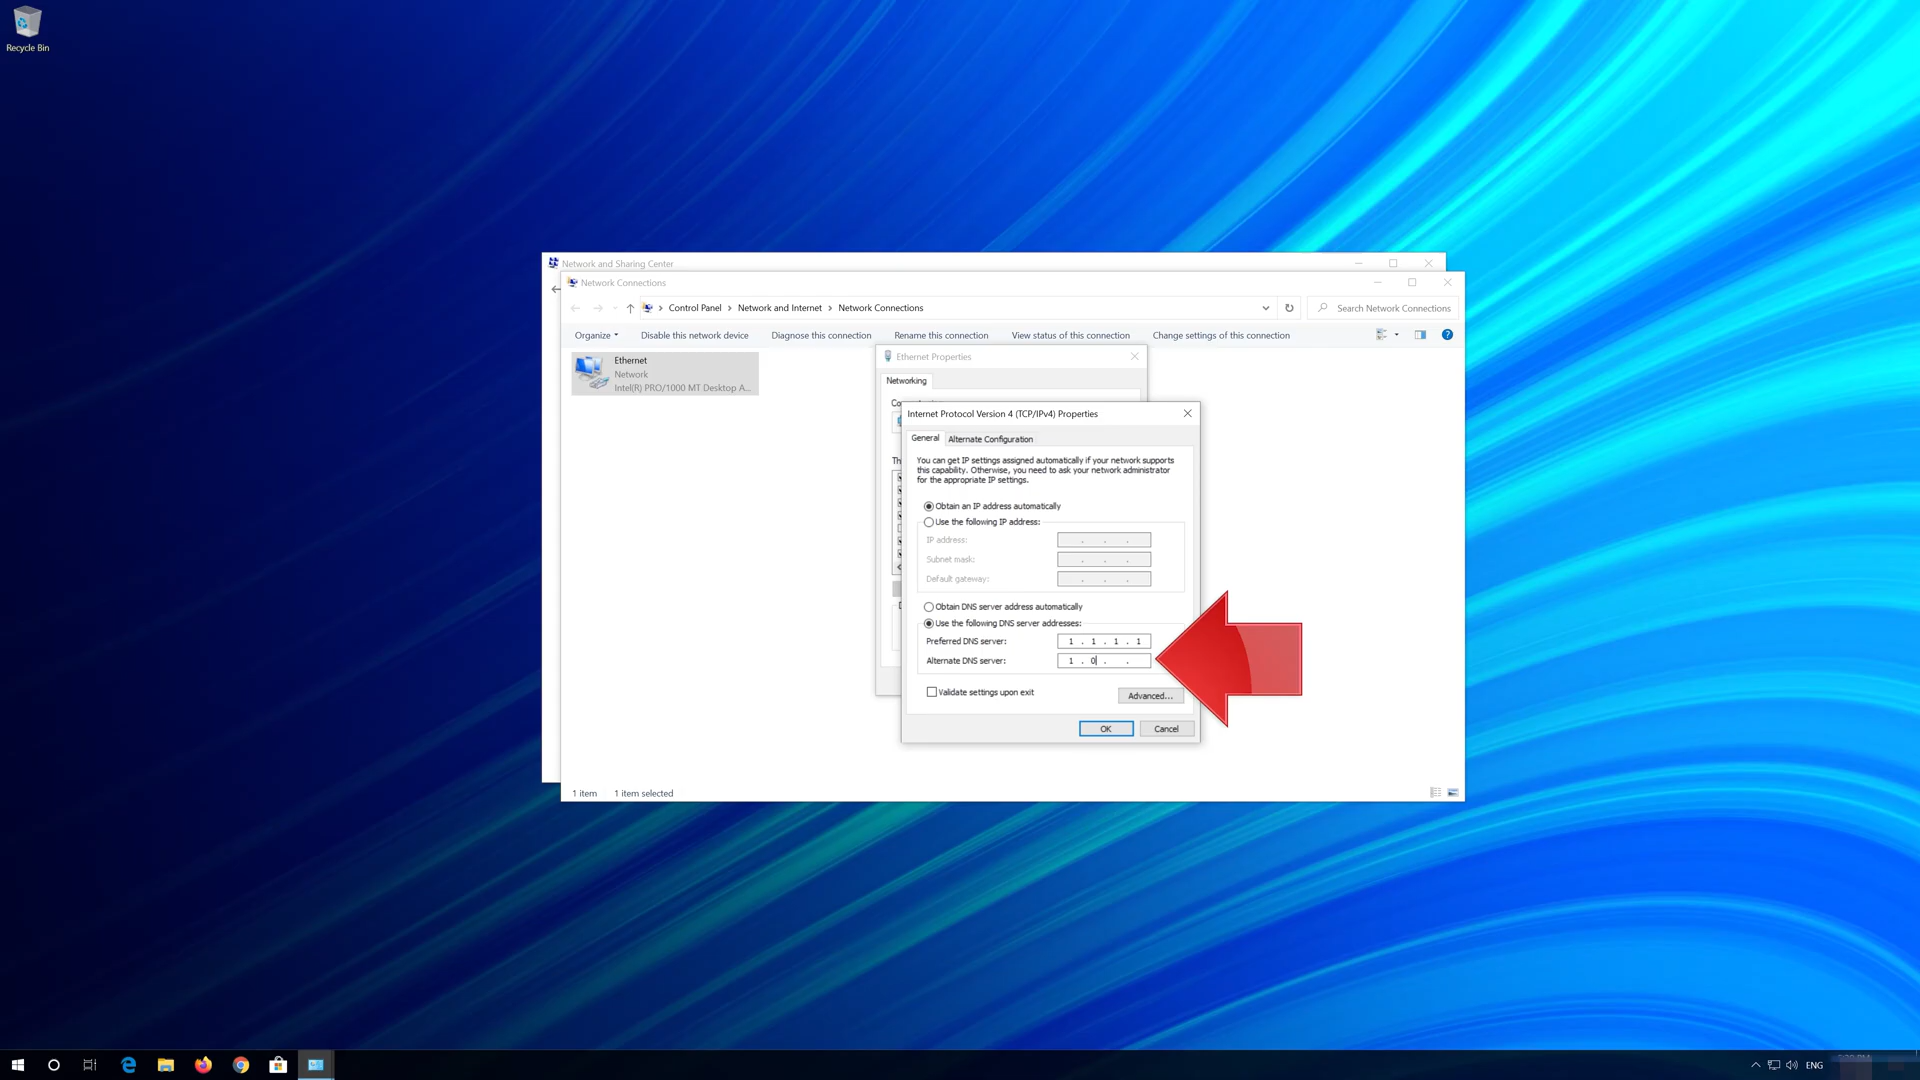 Recycle Bin
Network and Sharing Center
Network Connections
Control Panel > Network and Internet > Network Connections
Search Network Connections
Organize
Disable this network device
Diagnose this connection
Rename this connection
View status of this connection
Change settings of this connection
Ethernet
Network
Intel(R) PRO/1000 MT Desktop A...
Ethernet Properties
Networking
Internet Protocol Version 4 (TCP/IPv4) Properties
General
Alternate Configuration
You can get IP settings assigned automatically if your network supports
this capability. Otherwise, you need to ask your network administrator
for the appropriate IP settings.
Obtain an IP address automatically
Use the following IP address:
IP address: . . .
Subnet mask: . . .
Default gateway: . . .
Obtain DNS server address automatically
Use the following DNS server addresses:
Preferred DNS server: 1 . 1 . 1 . 1
Alternate DNS server: 1 . 0 . .
Validate settings upon exit
Advanced...
OK
Cancel
1 item
1 item selected
ENG